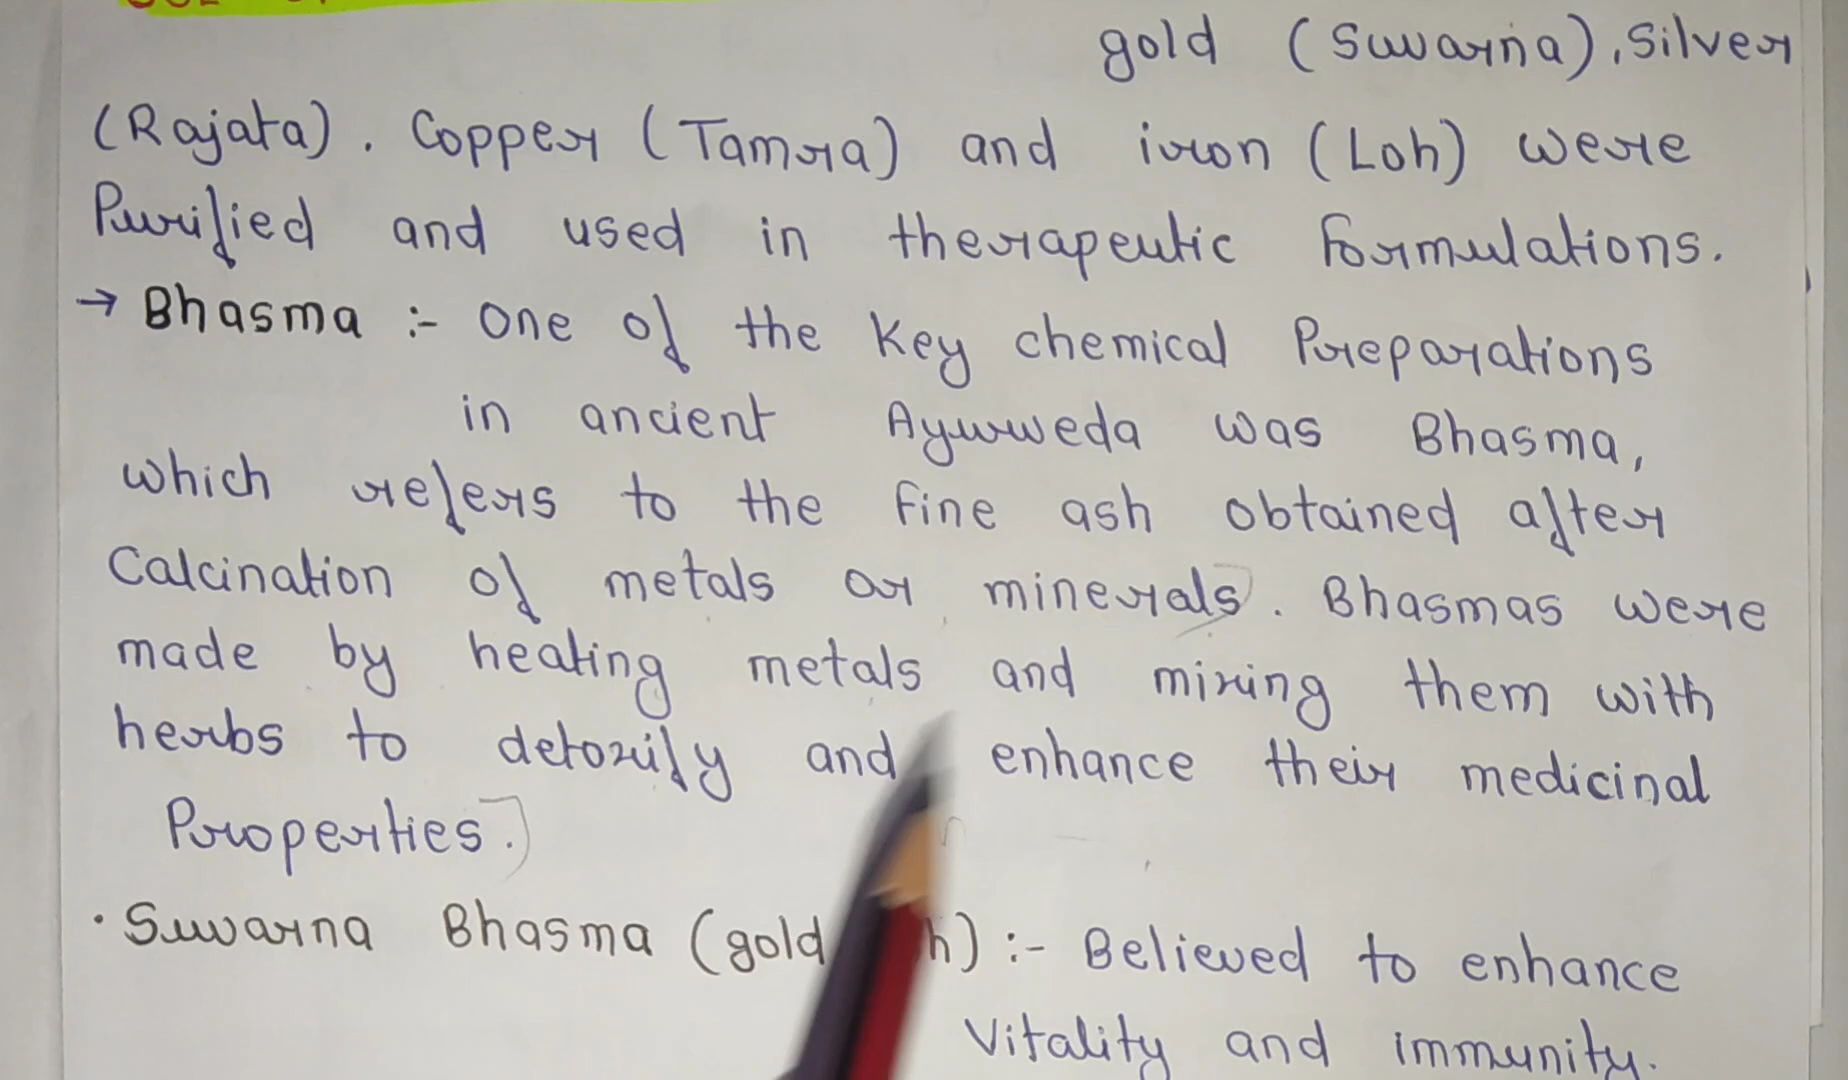 gold (Suwarna), Silver
(Rajata). Copper (Tamra) and iron (Loh) were
Purified and used in therapeutic formulations.
→ Bhasma :- One of the key chemical Preparations
in ancient Ayurveda was Bhasma,
which refers to the fine ash obtained after
Calcination of metals or minerals. Bhasmas were
made by heating metals and mixing them with
herbs to detoxify and enhance their medicinal
Properties.
• Suwarna Bhasma (gold h) :- Believed to enhance
Vitality and immunity.